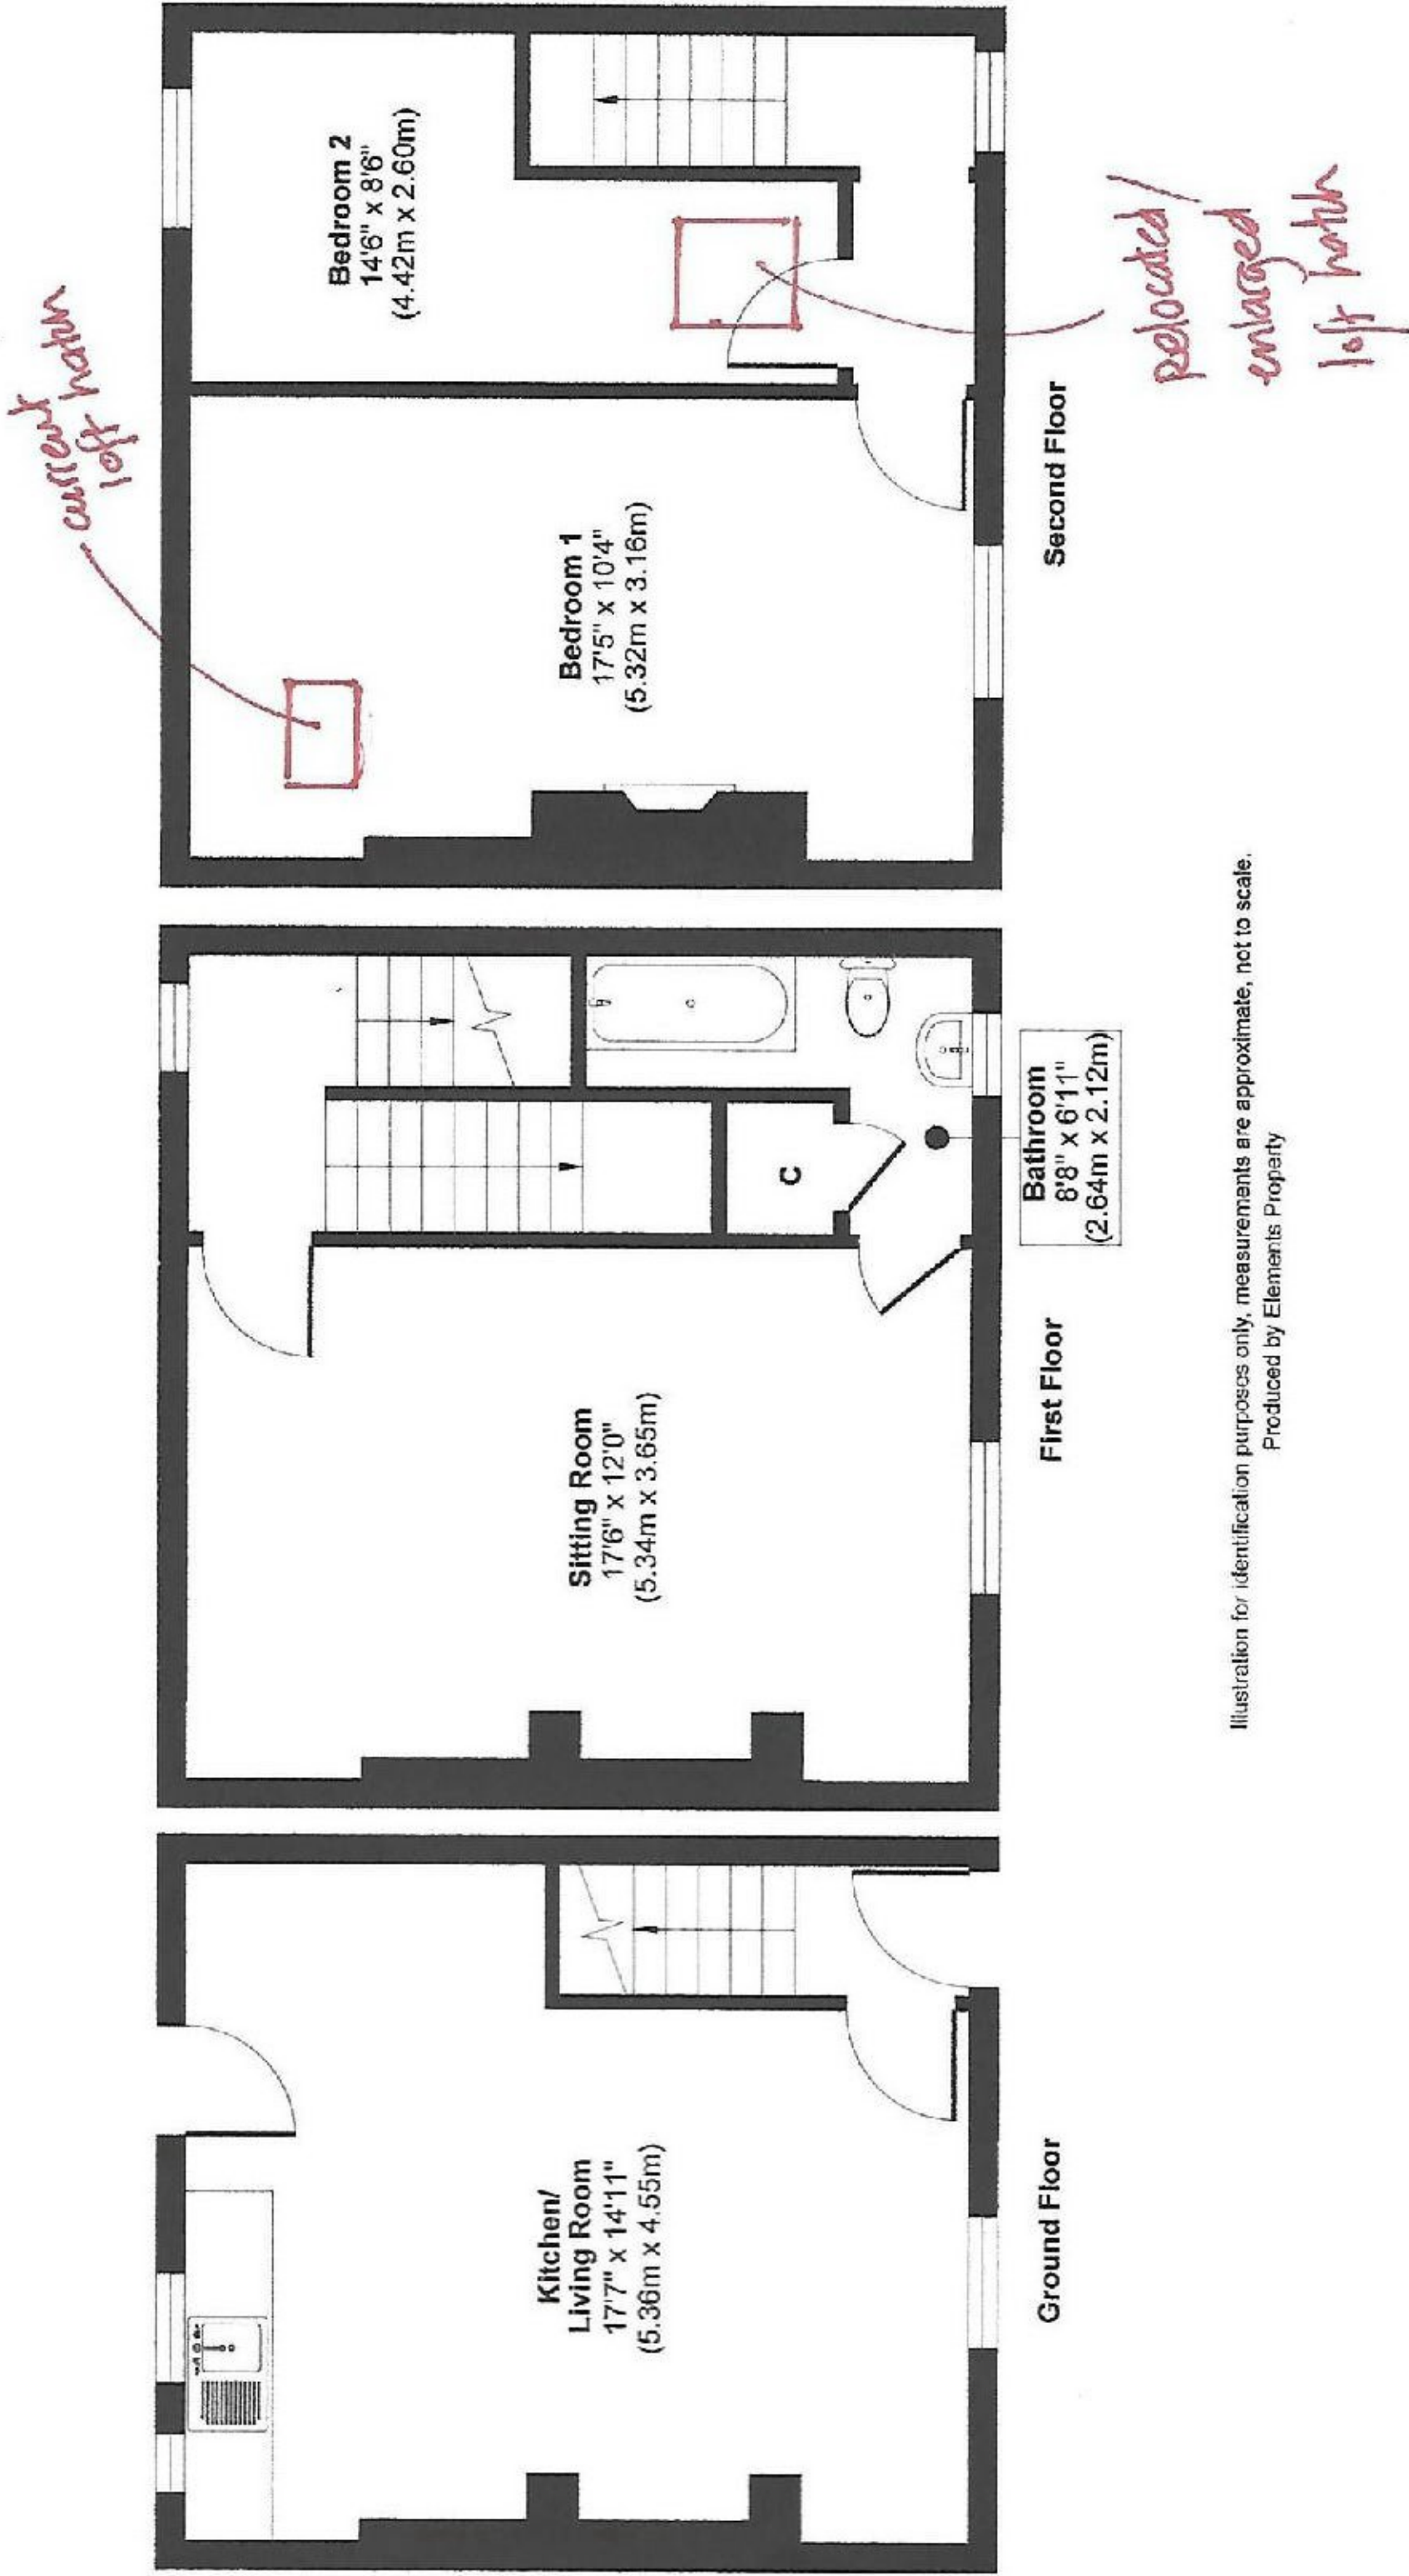 Kitchen/
Living Room
17'7" x 14'11"
(5.36m x 4.55m)
Ground Floor
Sitting Room
17'6" x 12'0"
(5.34m x 3.65m)
C
Bathroom
8'8" x 6'11"
(2.64m x 2.12m)
First Floor
current
loft hatch
Bedroom 1
17'5" x 10'4"
(5.32m x 3.16m)
Bedroom 2
14'6" x 8'6"
(4.42m x 2.60m)
Second Floor
relocated/
enlarged
loft hatch
Illustration for identification purposes only, measurements are approximate, not to scale.
Produced by Elements Property